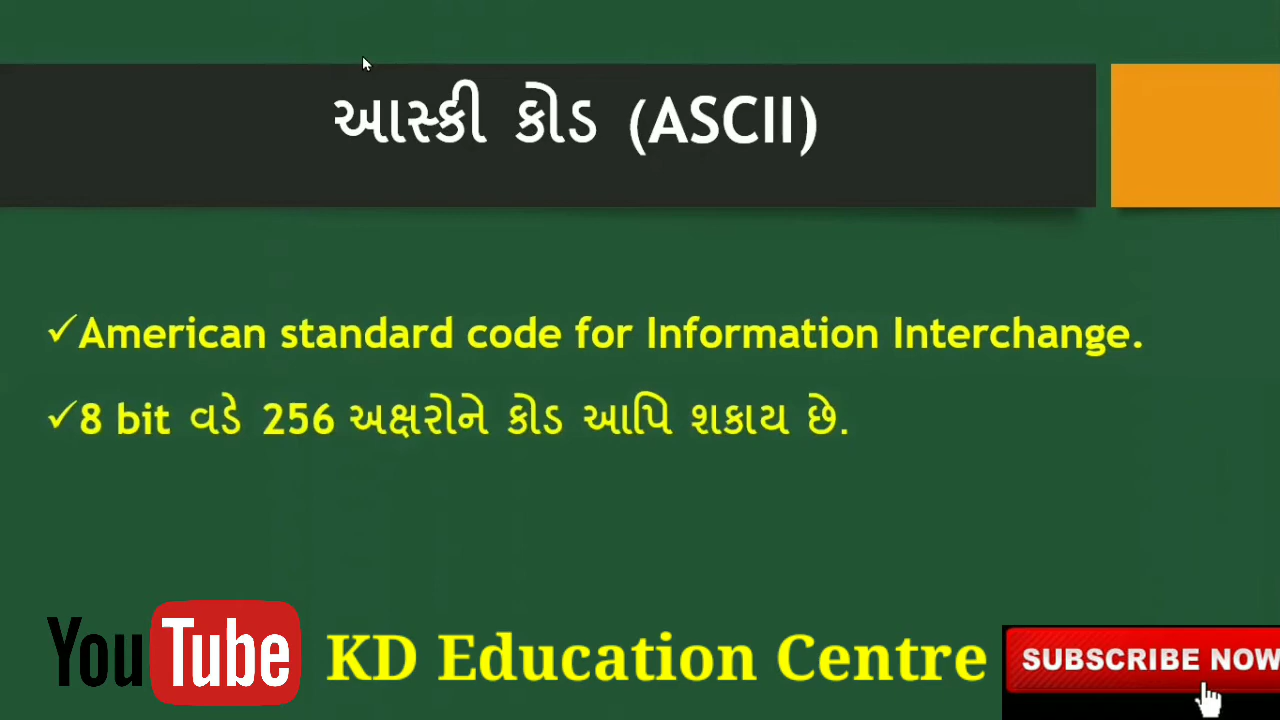 આસ્કી કોડ (ASCII)
✓American standard code for Information Interchange.
✓8 bit વડે 256 અક્ષરોને કોડ આપિ શકાય છે.
YouTube KD Education Centre SUBSCRIBE NOW